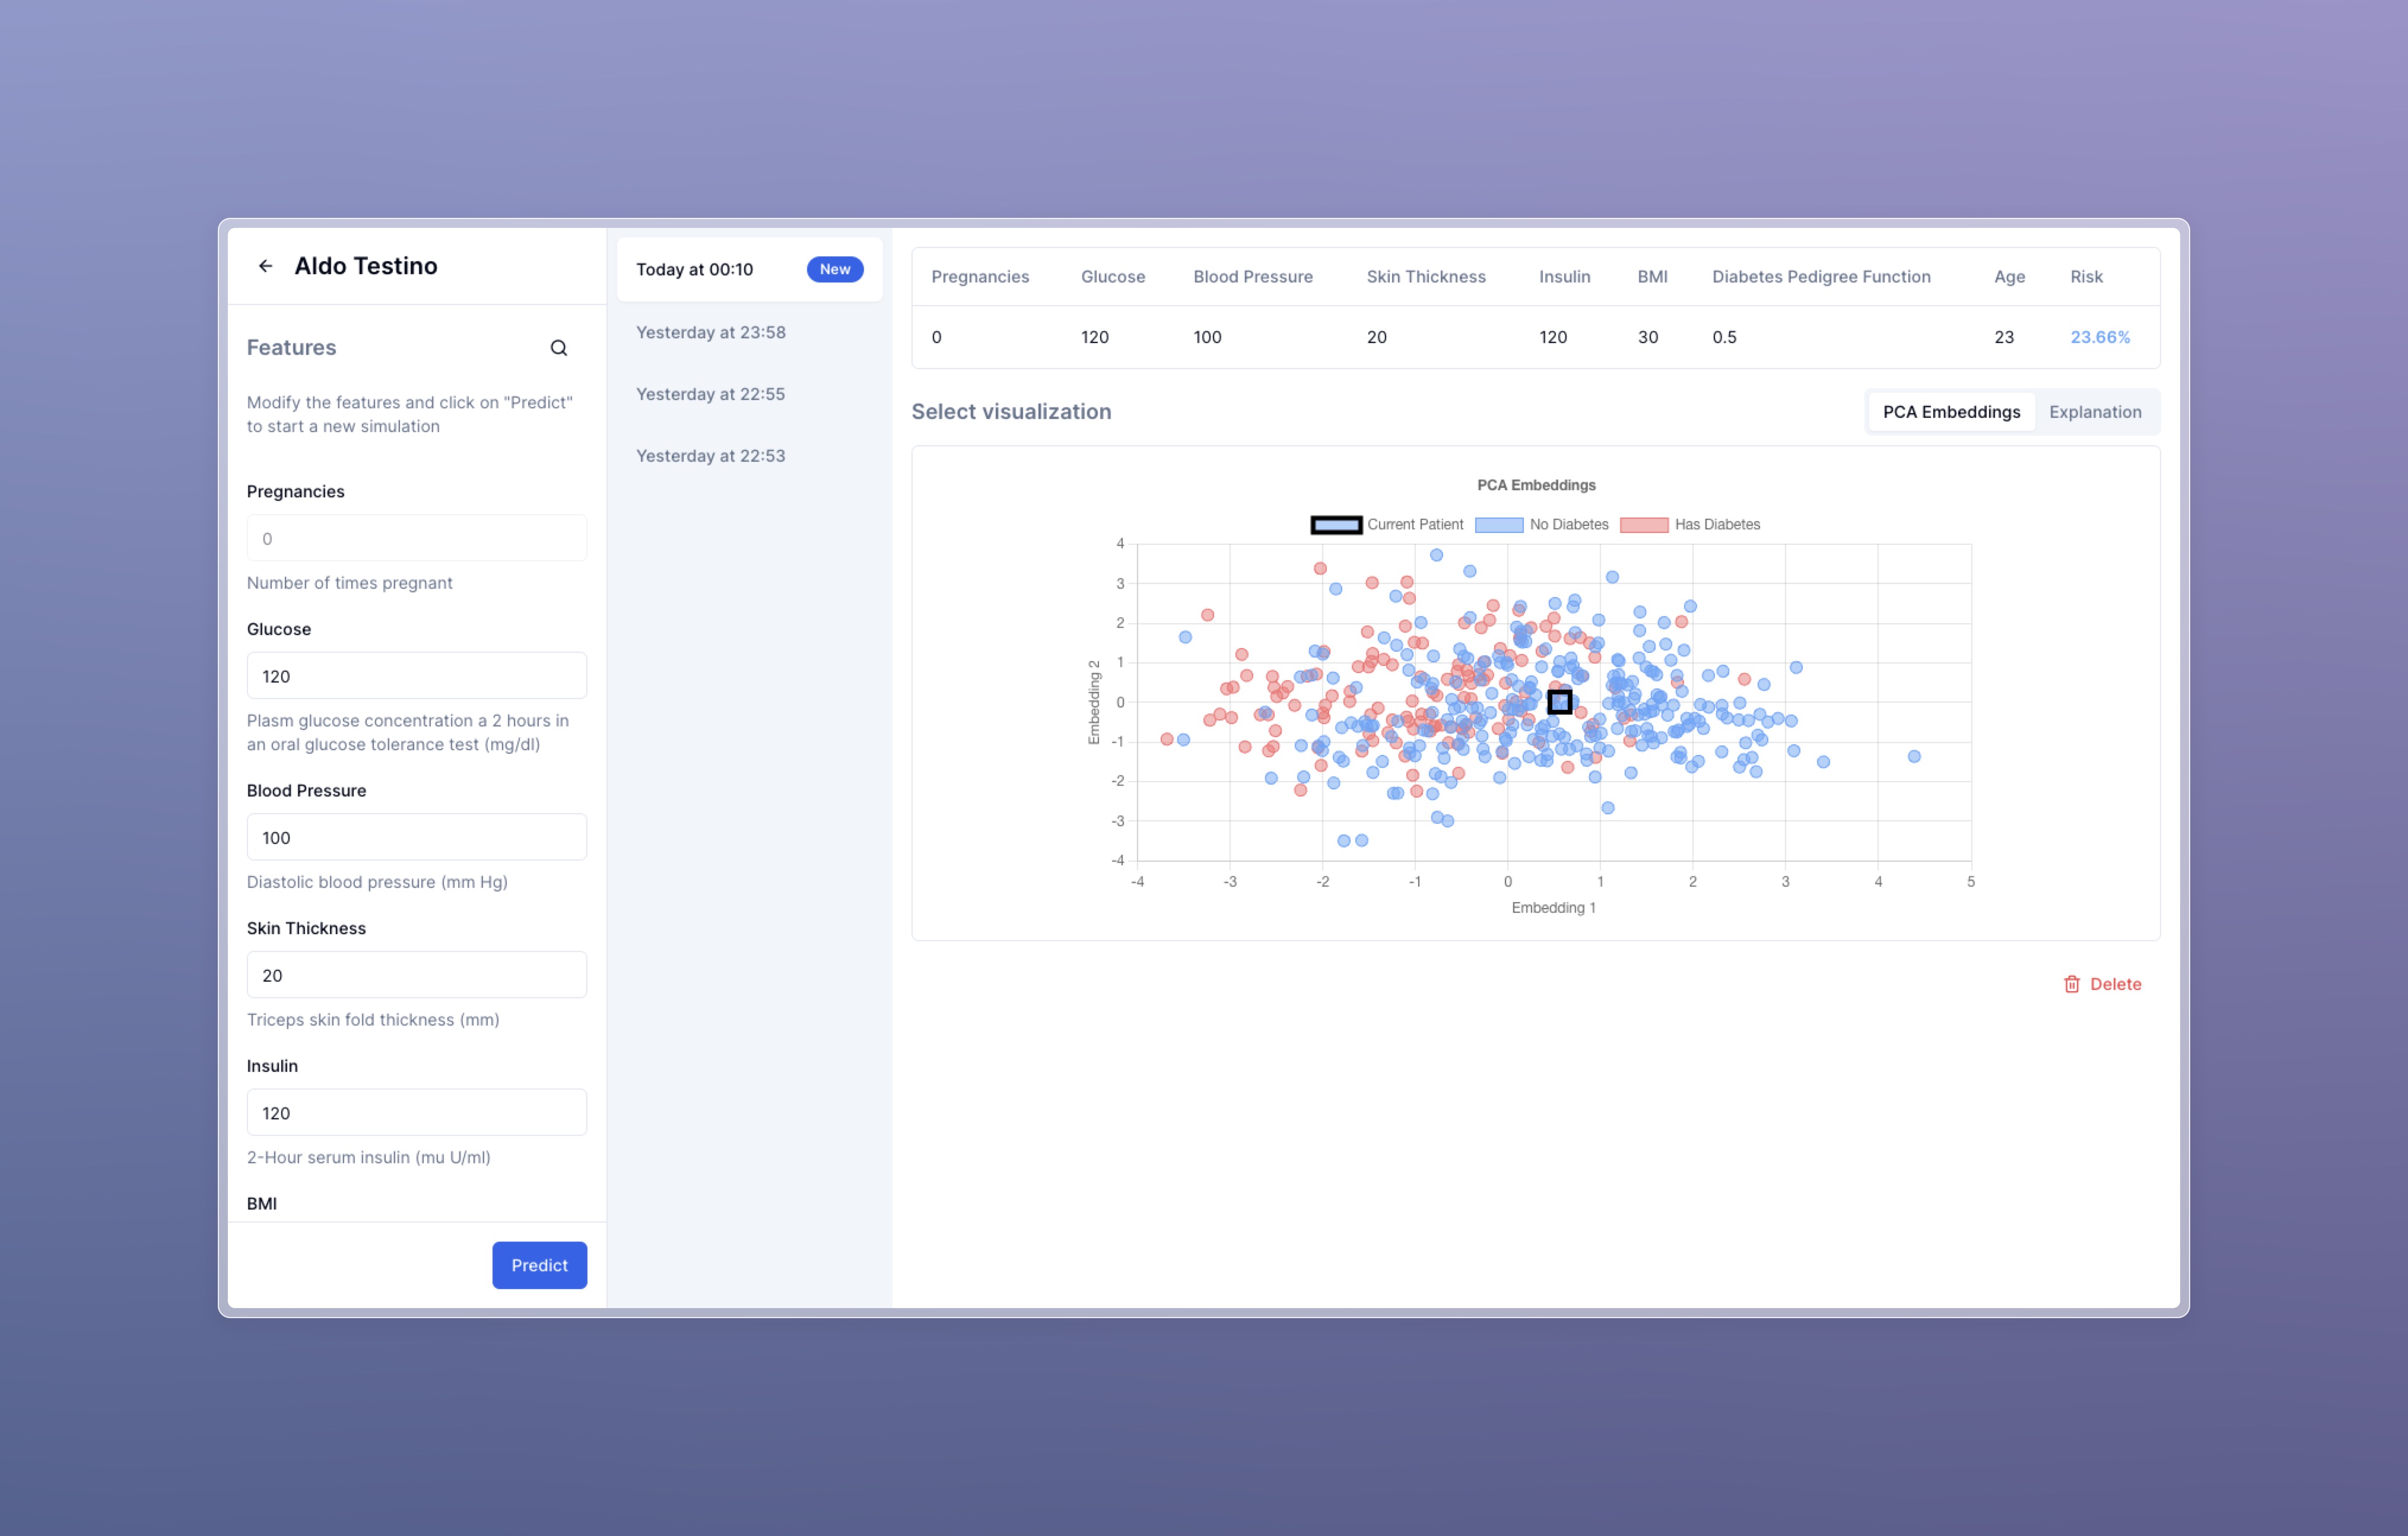 Aldo Testino
Features
Modify the features and click on "Predict"
to start a new simulation
Pregnancies
0
Number of times pregnant
Glucose
120
Plasm glucose concentration a 2 hours in
an oral glucose tolerance test (mg/dl)
Blood Pressure
100
Diastolic blood pressure (mm Hg)
Skin Thickness
20
Triceps skin fold thickness (mm)
Insulin
120
2-Hour serum insulin (mu U/ml)
BMI
Predict
Today at 00:10 New
Yesterday at 23:58
Yesterday at 22:55
Yesterday at 22:53
Pregnancies Glucose Blood Pressure Skin Thickness Insulin BMI Diabetes Pedigree Function Age Risk
0 120 100 20 120 30 0.5 23 23.66%
Select visualization PCA Embeddings Explanation
PCA Embeddings
Current Patient No Diabetes Has Diabetes
4
3
2
1
0
-1
-2
-3
-4
Embedding 2
-4 -3 -2 -1 0 1 2 3 4 5
Embedding 1
Delete